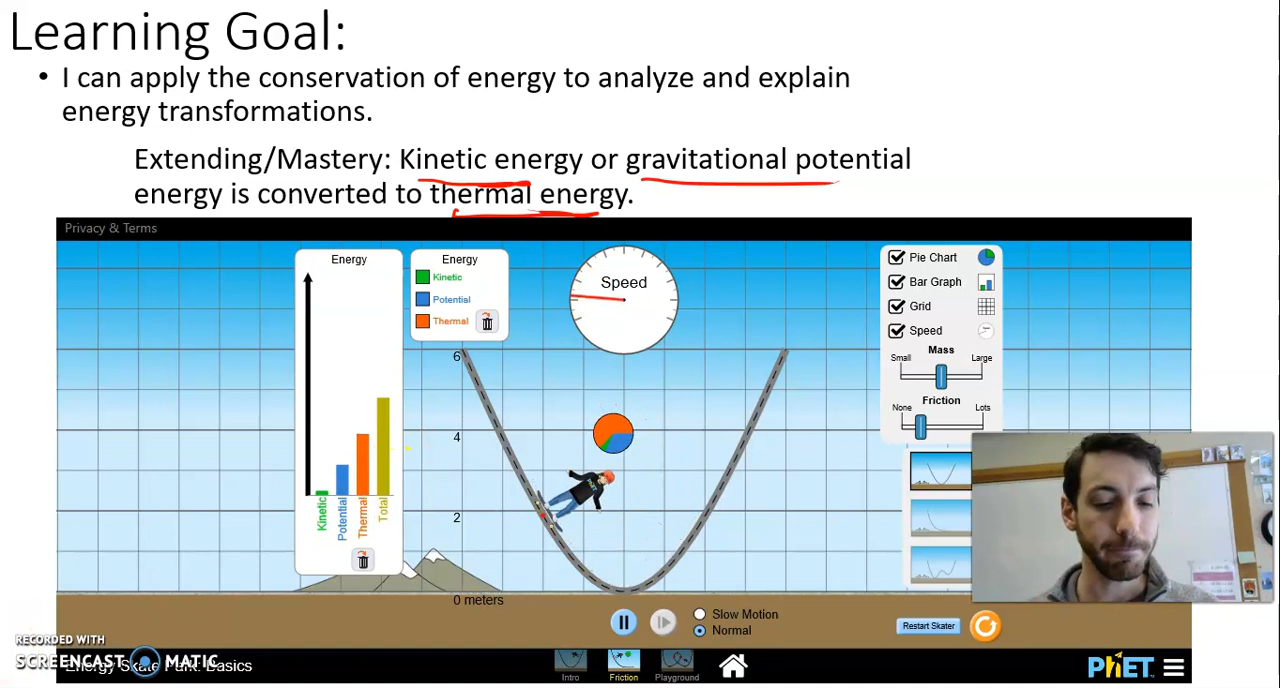 Learning Goal:
• I can apply the conservation of energy to analyze and explain
energy transformations.
Extending/Mastery: Kinetic energy or gravitational potential
energy is converted to thermal energy.
Privacy & Terms
Energy
Kinetic
Potential
Thermal
Total
Energy
Kinetic
Potential
Thermal
Speed
6
4
2
0 meters
Pie Chart
Bar Graph
Grid
Speed
Mass
Small
Large
Friction
None
Lots
PhET
Slow Motion
Normal
Restart Skater
RECORDED WITH
SCREENCAST MATIC
Energy Skate Park: Basics
Intro
Friction
Playground
PhET